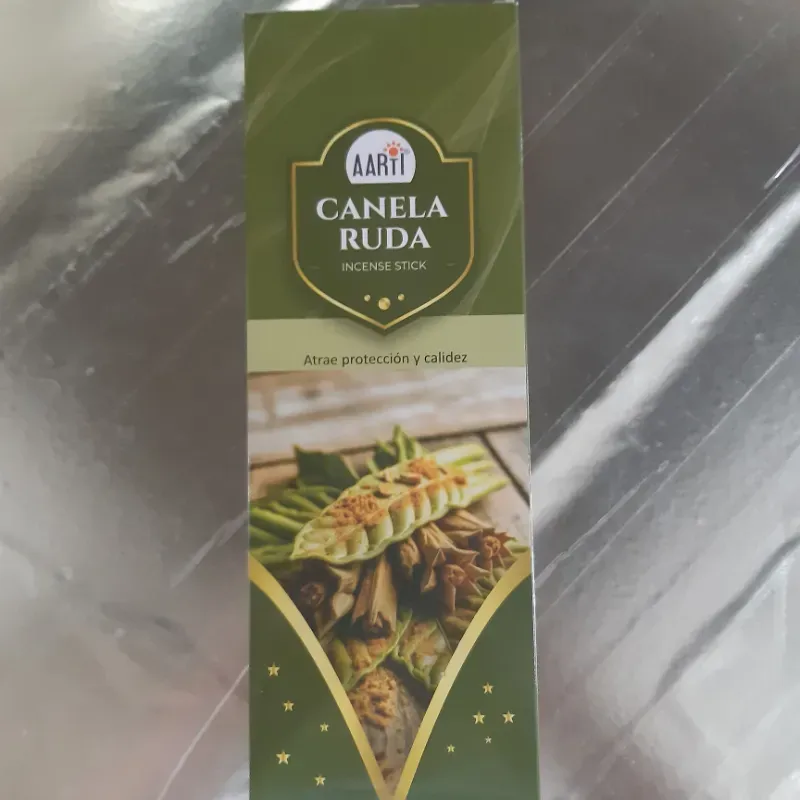 AARTI
CANELA
RUDA
INCENSE STICK
Atrae protección y calidez